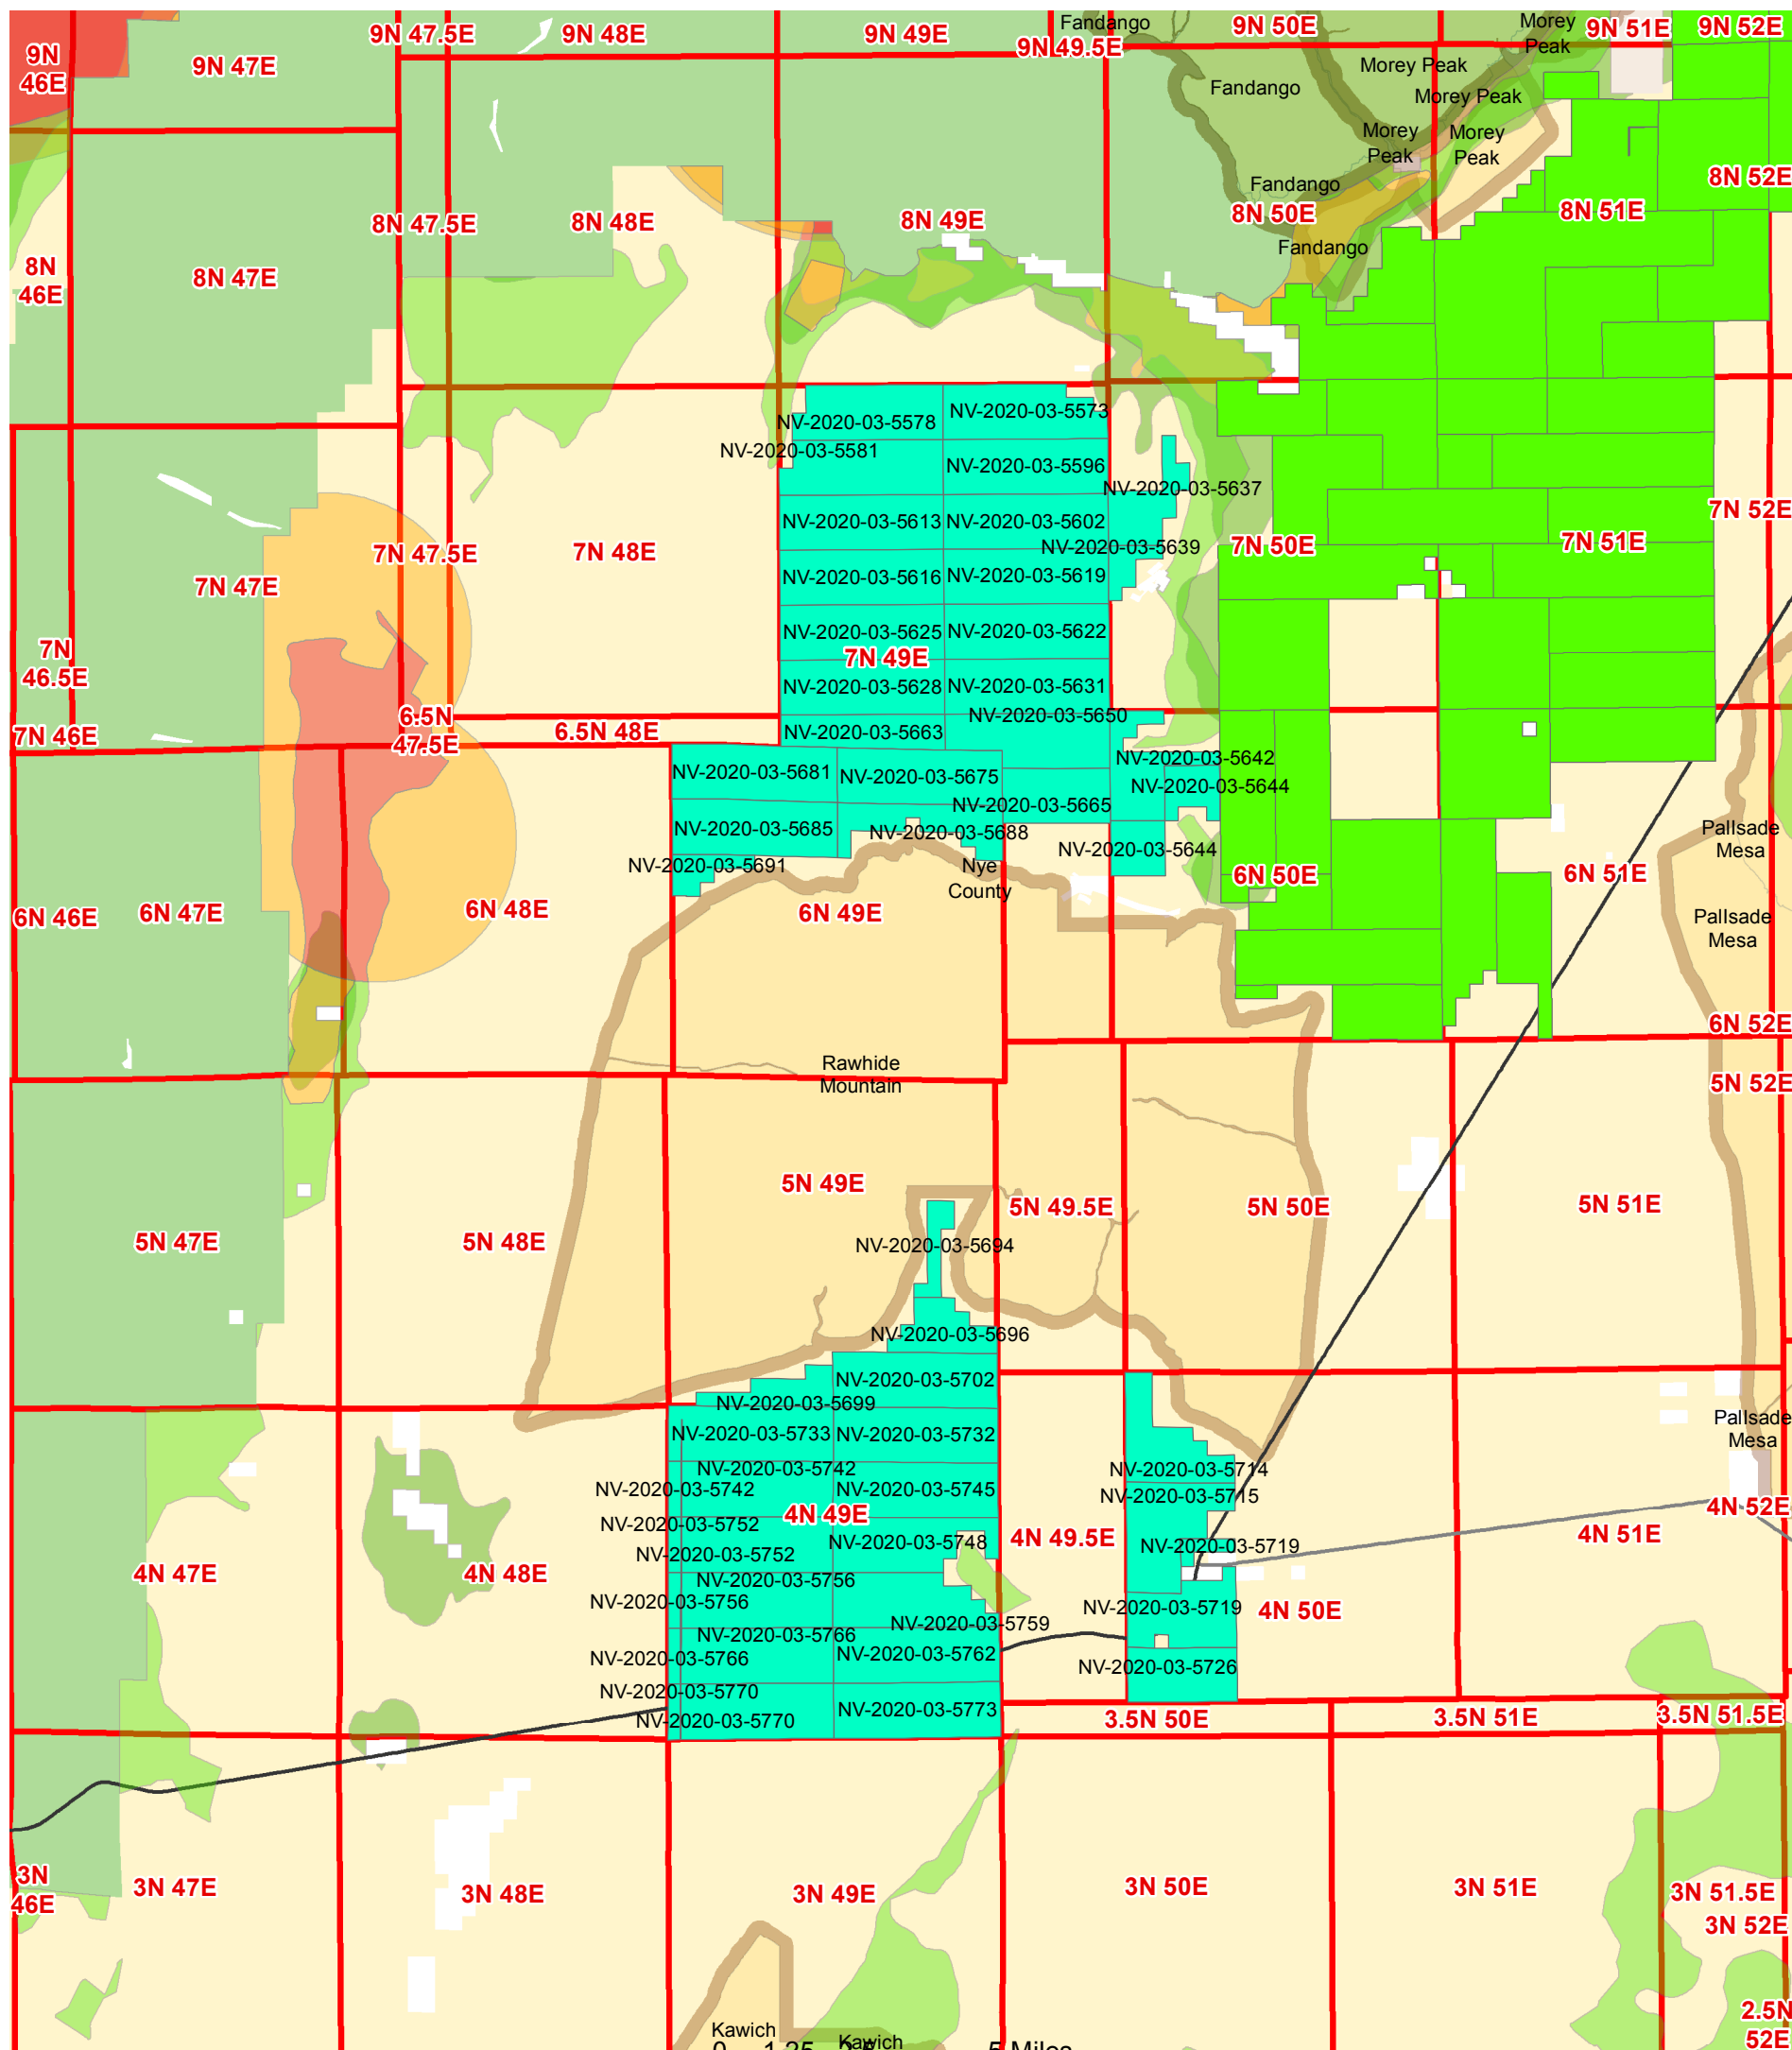 Fandango
Morey
Peak
9N 47.5E
9N 48E
9N 49E
9N 49.5E
9N 50E
9N 51E
9N 52E
9N
46E
9N 47E
Fandango
Morey Peak
Morey Peak
Morey
Peak
Morey
Peak
Fandango
8N 52E
8N
46E
8N 47E
8N 47.5E
8N 48E
8N 49E
8N 50E
8N 51E
Fandango
NV-2020-03-5578
NV-2020-03-5573
NV-2020-03-5581
NV-2020-03-5596
NV-2020-03-5637
NV-2020-03-5613
NV-2020-03-5602
7N 52E
NV-2020-03-5639
7N 47.5E
7N 48E
7N 50E
7N 51E
NV-2020-03-5616
NV-2020-03-5619
7N 47E
NV-2020-03-5625
NV-2020-03-5622
7N 49E
7N
46.5E
NV-2020-03-5628
NV-2020-03-5631
NV-2020-03-5650
6.5N
47.5E
7N 46E
6.5N 48E
NV-2020-03-5663
NV-2020-03-5642
NV-2020-03-5681
NV-2020-03-5675
NV-2020-03-5644
NV-2020-03-5665
NV-2020-03-5685
NV-2020-03-5688
NV-2020-03-5644
PalIsade
Mesa
NV-2020-03-5691
Nye
County
6N 50E
6N 51E
6N 46E
6N 47E
6N 48E
6N 49E
PalIsade
Mesa
6N 52E
Rawhide
Mountain
5N 52E
5N 49E
5N 49.5E
5N 50E
5N 51E
5N 47E
5N 48E
NV-2020-03-5694
NV-2020-03-5696
NV-2020-03-5702
NV-2020-03-5699
PalIsade
Mesa
NV-2020-03-5733
NV-2020-03-5732
NV-2020-03-5742
NV-2020-03-5714
NV-2020-03-5742
NV-2020-03-5745
NV-2020-03-5715
4N 52E
4N 49E
NV-2020-03-5752
NV-2020-03-5748
4N 49.5E
NV-2020-03-5719
4N 51E
NV-2020-03-5752
4N 47E
4N 48E
NV-2020-03-5756
NV-2020-03-5756
NV-2020-03-5719
4N 50E
NV-2020-03-5759
NV-2020-03-5766
NV-2020-03-5766
NV-2020-03-5762
NV-2020-03-5726
NV-2020-03-5770
NV-2020-03-5770
NV-2020-03-5773
3.5N 50E
3.5N 51E
3.5N 51.5E
3N
46E
3N 47E
3N 48E
3N 49E
3N 50E
3N 51E
3N 51.5E
3N 52E
2.5N
52E
Kawich
Kawich
0 1.25 2.5 5 Miles